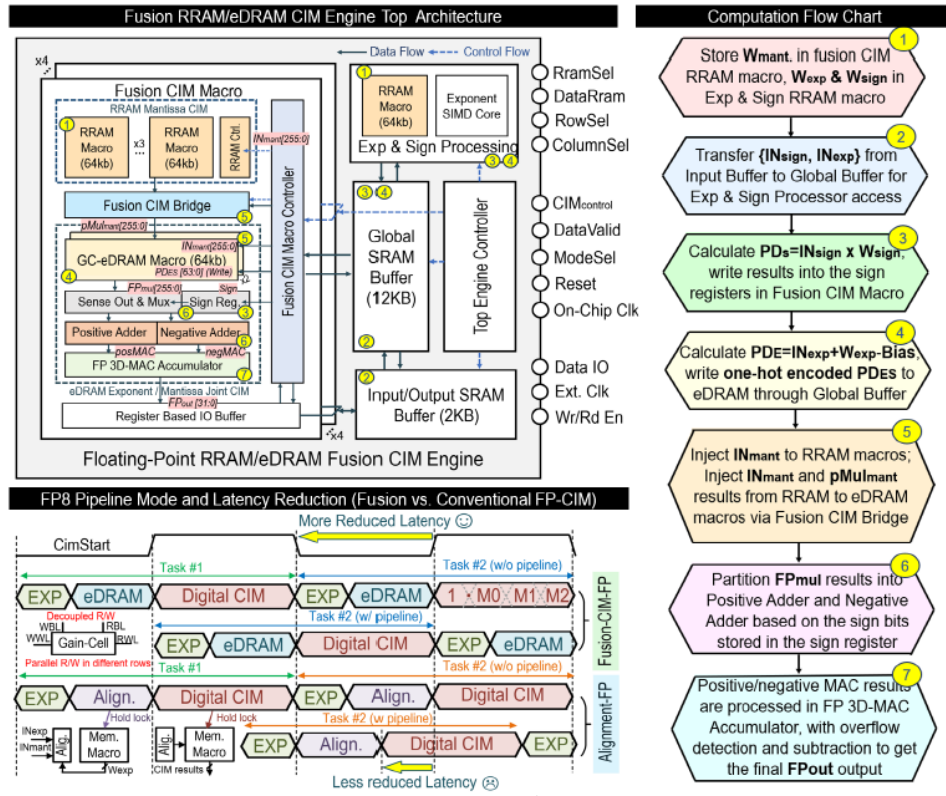 Fusion RRAM/eDRAM CIM Engine Top Architecture
x4
Data Flow
Control Flow
Fusion CIM Macro
RRAM Mantissa CIM
1
RRAM
Macro
(64kb)
x3
...
RRAM
Macro
(64kb)
RRAM Ctrl.
INmant[255:0]
Fusion CIM Bridge
5
pMulmant[255:0]
5
INmant[255:0]
GC-eDRAM Macro (64kb)
4
PDES [63:0] (Write)
x2
FPmul[255:0]
Sign
Sense Out & Mux
Sign Reg.
6
3
Positive Adder
Negative Adder
6
posMAC
negMAC
FP 3D-MAC Accumulator
7
eDRAM Exponent / Mantissa Joint CIM
FPout [31:0]
Register Based IO Buffer
Fusion CIM Macro Controller
x4
1
RRAM
Macro
(64kb)
Exponent
SIMD Core
Exp & Sign Processing
3
4
3
4
Global
SRAM
Buffer
(12KB)
2
Top Engine Controller
2
Input/Output SRAM
Buffer (2KB)
Floating-Point RRAM/eDRAM Fusion CIM Engine
RramSel
DataRram
RowSel
ColumnSel
CIMcontrol
DataValid
ModeSel
Reset
On-Chip Clk
Data IO
Ext. Clk
Wr/Rd En
FP8 Pipeline Mode and Latency Reduction (Fusion vs. Conventional FP-CIM)
More Reduced Latency
CimStart
Task #1
Task #2 (w/o pipeline)
EXP
eDRAM
Digital CIM
EXP
eDRAM
1 · M0 M1 M2
Decoupled R/W
WBL
RBL
WWL
Gain-Cell
RWL
Parallel R/W in different rows
Task #2 (w/ pipeline)
EXP
eDRAM
Digital CIM
EXP
eDRAM
Fusion-CIM-FP
Task #1
Task #2 (w/o pipeline)
EXP
Align.
Digital CIM
EXP
Align.
Digital CIM
Hold lock
Hold lock
INexp
INmant
Alig.
Mem.
Macro
Wexp
Alig.
Mem.
Macro
CIM results
Task #2 (w pipeline)
EXP
Align.
Digital CIM
EXP
Alignment-FP
Less reduced Latency
Computation Flow Chart
1
Store Wmant. in fusion CIM
RRAM macro, Wexp & Wsign in
Exp & Sign RRAM macro
2
Transfer {INsign, INexp} from
Input Buffer to Global Buffer for
Exp & Sign Processor access
3
Calculate PDs=INsign x Wsign,
write results into the sign
registers in Fusion CIM Macro
4
Calculate PDE=INexp+Wexp-Bias,
write one-hot encoded PDES to
eDRAM through Global Buffer
5
Inject INmant to RRAM macros;
Inject INmant and pMulmant
results from RRAM to eDRAM
macros via Fusion CIM Bridge
6
Partition FPmul results into
Positive Adder and Negative
Adder based on the sign bits
stored in the sign register
7
Positive/negative MAC results
are processed in FP 3D-MAC
Accumulator, with overflow
detection and subtraction to get
the final FPout output